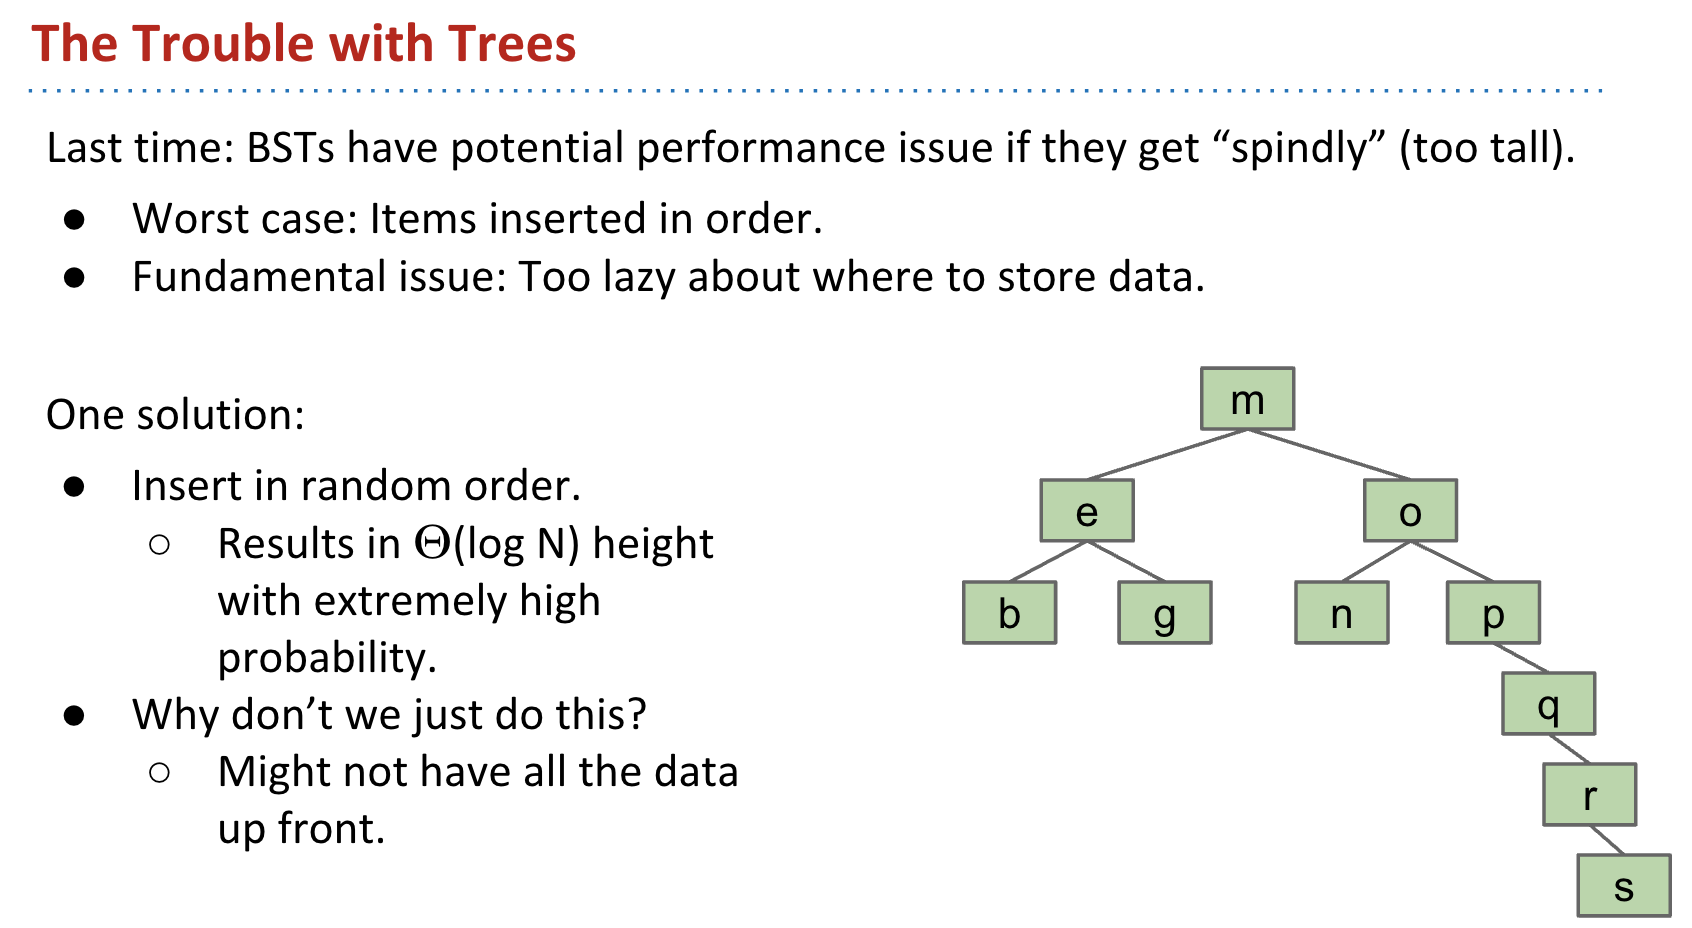 The Trouble with Trees
Last time: BSTs have potential performance issue if they get “spindly” (too tall).
● Worst case: Items inserted in order.
● Fundamental issue: Too lazy about where to store data.
One solution:
● Insert in random order.
○ Results in Θ(log N) height
with extremely high
probability.
● Why don’t we just do this?
○ Might not have all the data
up front.
m
e o
b g n p
q
r
s